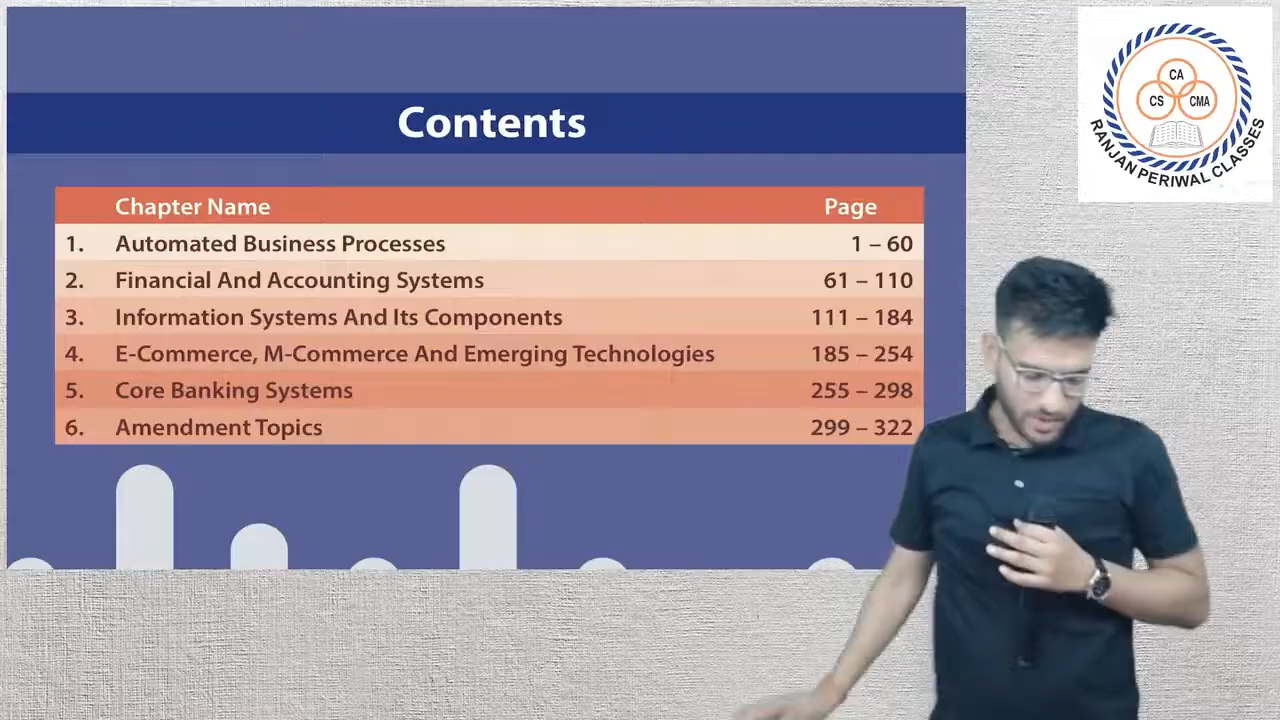 Contents
Chapter Name Page
1. Automated Business Processes 1 – 60
2. Financial And Accounting Systems 61 – 110
3. Information Systems And Its Components 111 – 184
4. E-Commerce, M-Commerce And Emerging Technologies 185 – 254
5. Core Banking Systems 255 – 298
6. Amendment Topics 299 – 322
CA
CS CMA
RANJAN PERIWAL CLASSES